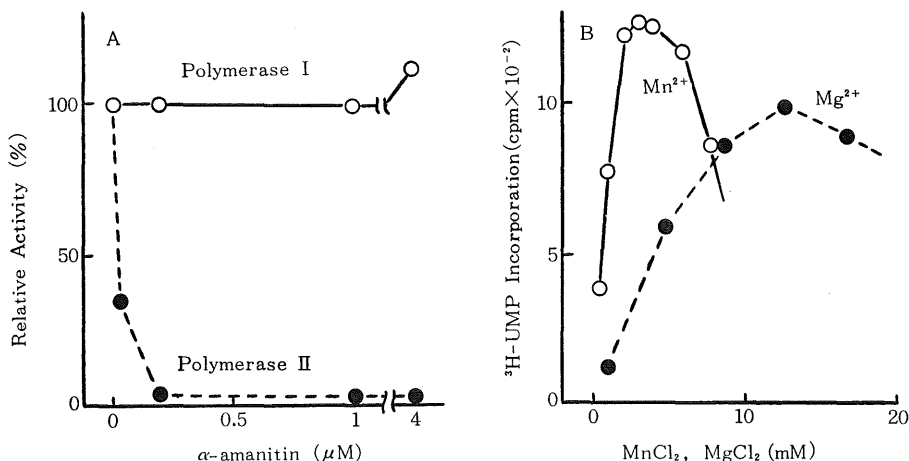 A
Polymerase I
Polymerase II
Relative Activity (%)
100
50
0
0
0.5
1
4
α-amanitin (μM)
B
Mn²⁺
Mg²⁺
³H-UMP Incorporation (cpm×10⁻²)
10
5
0
0
10
20
MnCl₂, MgCl₂ (mM)